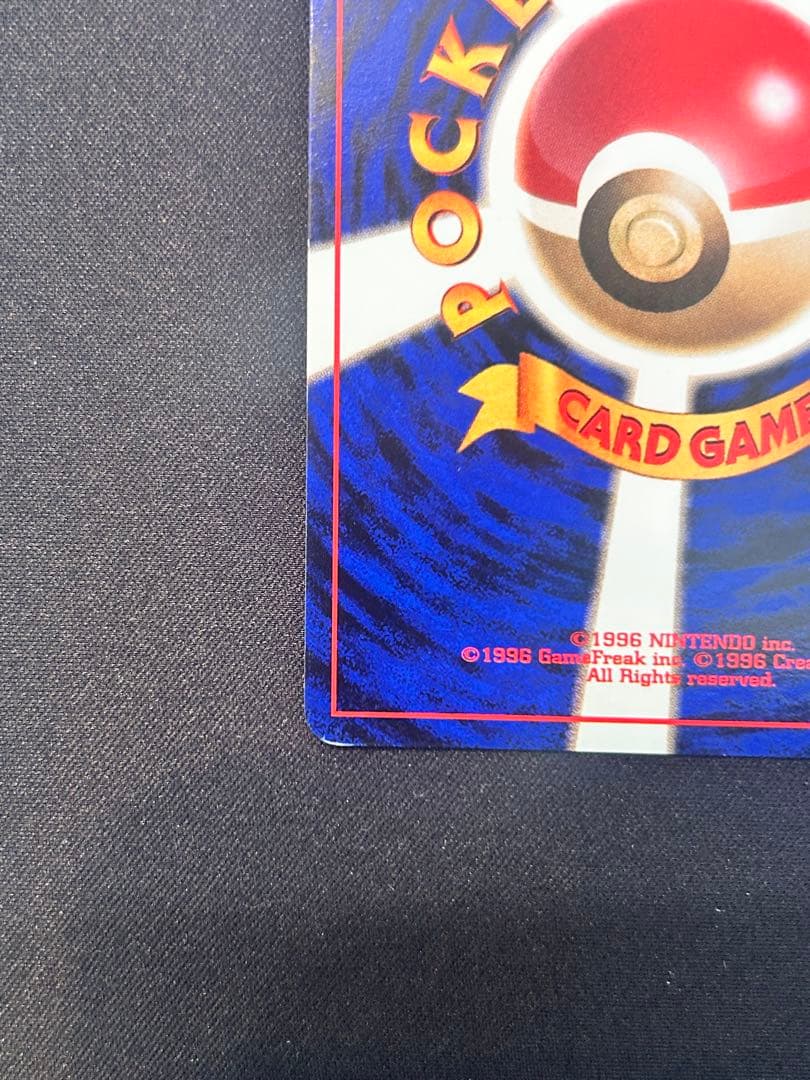 POCKE
CARD GAME
©1996 NINTENDO inc.
©1996 GameFreak inc. ©1996 Crea
All Rights reserved.